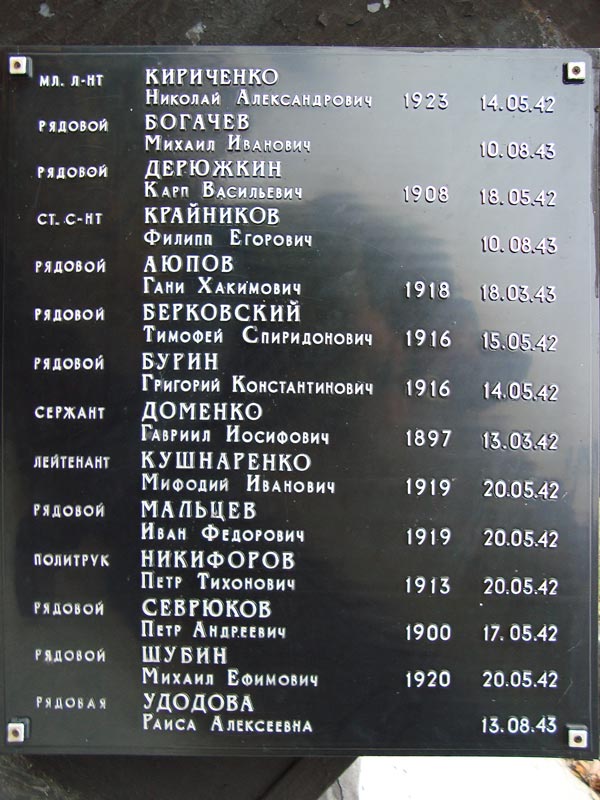 МЛ. Л-НТ КИРИЧЕНКО
НИКОЛАЙ АЛЕКСАНДРОВИЧ 1923 14.05.42
РЯДОВОЙ БОГАЧЕВ
МИХАИЛ ИВАНОВИЧ 10.08.43
РЯДОВОЙ ДЕРЮЖКИН
КАРП ВАСИЛЬЕВИЧ 1908 18.05.42
СТ. С-НТ КРАЙНИКОВ
ФИЛИПП ЕГОРОВИЧ 10.08.43
РЯДОВОЙ АЮПОВ
ГАНИ ХАКИМОВИЧ 1918 18.03.43
РЯДОВОЙ БЕРКОВСКИЙ
ТИМОФЕЙ СПИРИДОНОВИЧ 1916 15.05.42
РЯДОВОЙ БУРИН
ГРИГОРИЙ КОНСТАНТИНОВИЧ 1916 14.05.42
СЕРЖАНТ ДОМЕНКО
ГАВРИИЛ ИОСИФОВИЧ 1897 13.03.42
ЛЕЙТЕНАНТ КУШНАРЕНКО
МИФОДИЙ ИВАНОВИЧ 1919 20.05.42
РЯДОВОЙ МАЛЬЦЕВ
ИВАН ФЕДОРОВИЧ 1919 20.05.42
ПОЛИТРУК НИКИФОРОВ
ПЕТР ТИХОНОВИЧ 1913 20.05.42
РЯДОВОЙ СЕВРЮКОВ
ПЕТР АНДРЕЕВИЧ 1900 17.05.42
РЯДОВОЙ ШУБИН
МИХАИЛ ЕФИМОВИЧ 1920 20.05.42
РЯДОВАЯ УДОДОВА
РАИСА АЛЕКСЕЕВНА 13.08.43